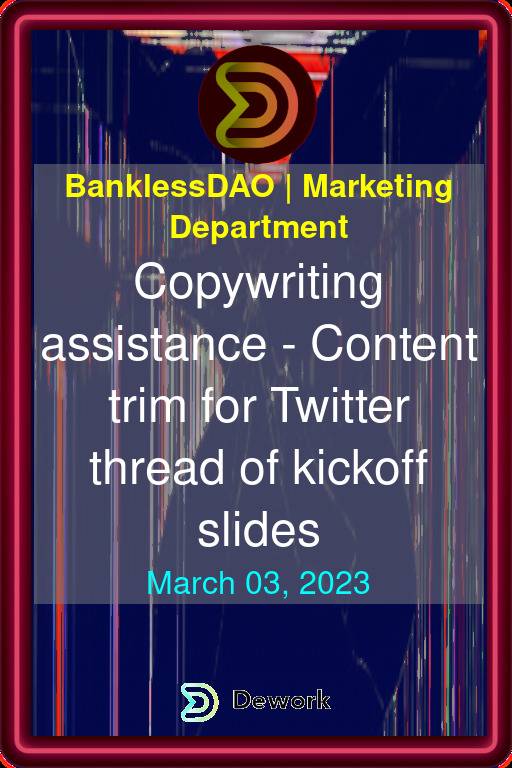 BanklessDAO | Marketing
Department
Copywriting
assistance - Content
trim for Twitter
thread of kickoff
slides
March 03, 2023
Dework